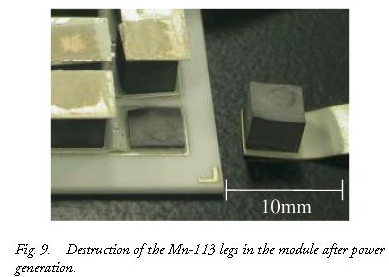 10mm
Fig. 9. Destruction of the Mn-113 legs in the module after power
generation.